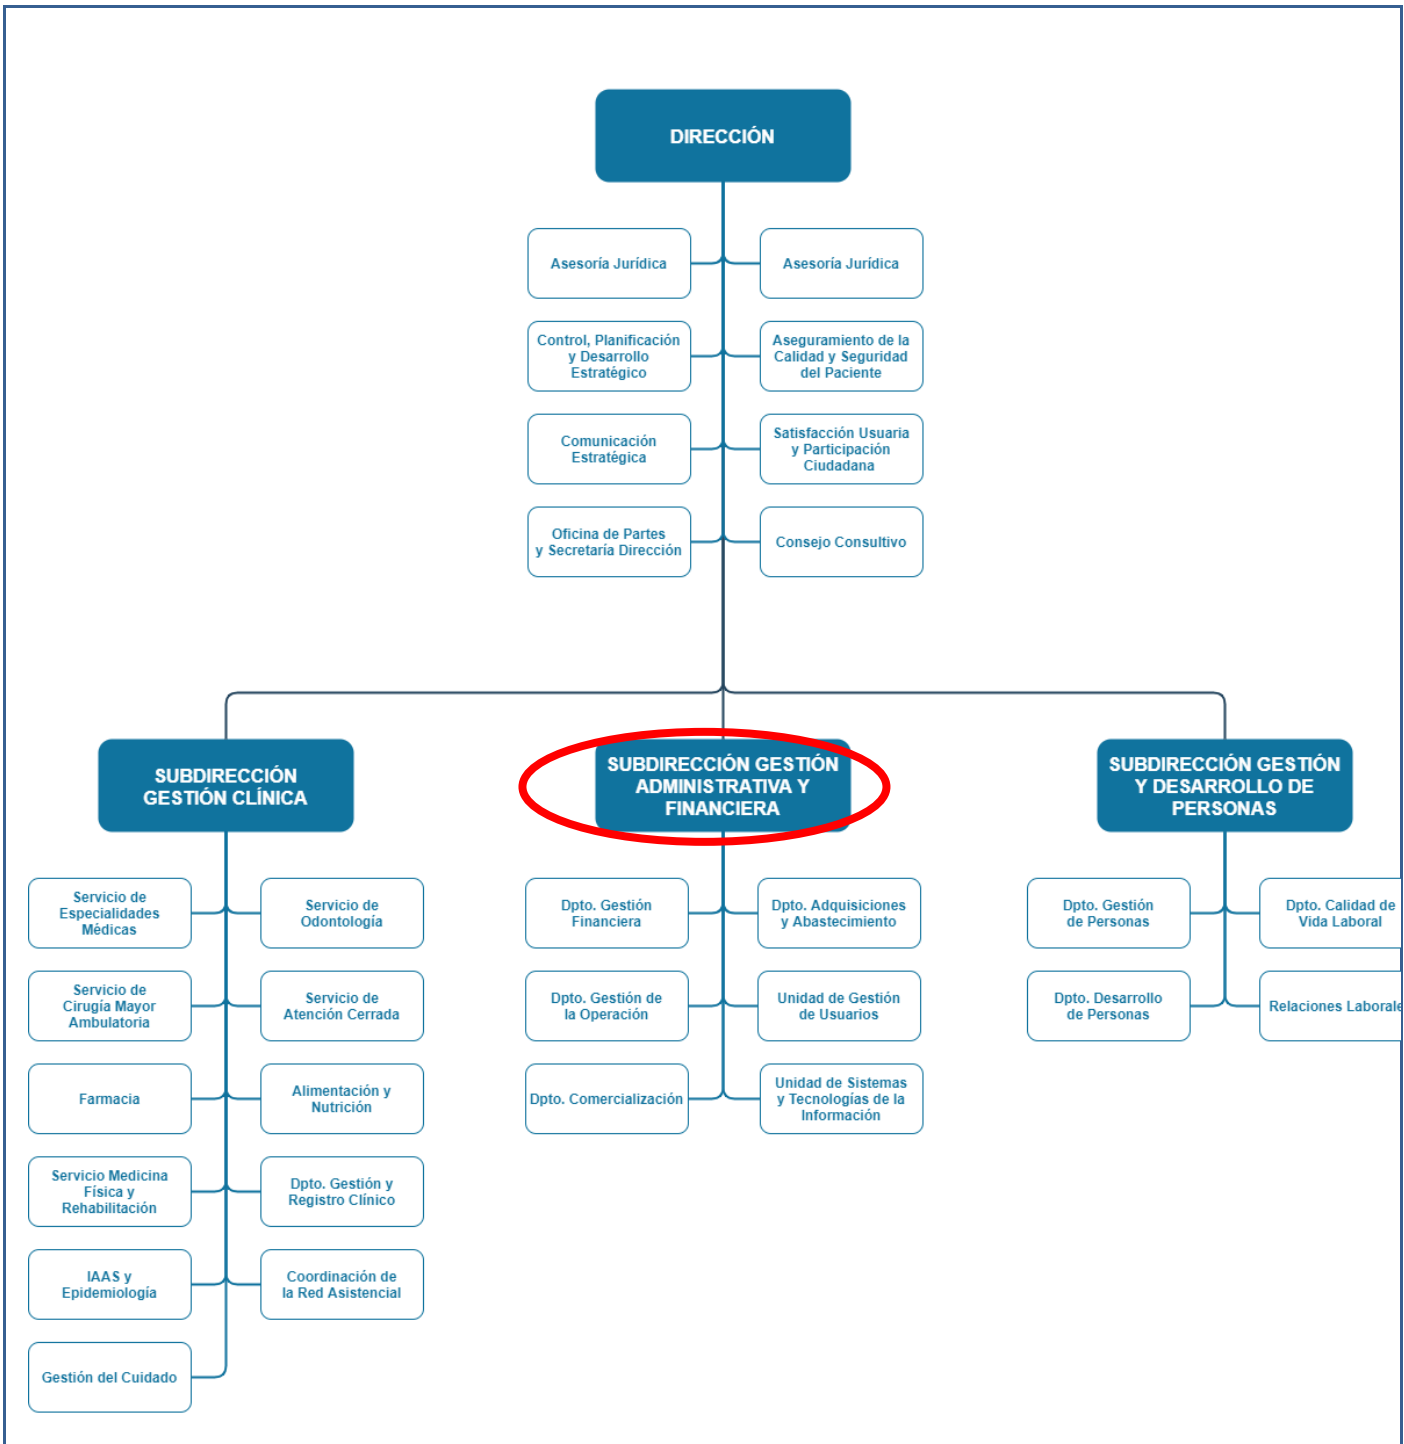 DIRECCIÓN
Asesoría Jurídica
Asesoría Jurídica
Control, Planificación
y Desarrollo
Estratégico
Aseguramiento de la
Calidad y Seguridad
del Paciente
Comunicación
Estratégica
Satisfacción Usuaria
y Participación
Ciudadana
Oficina de Partes
y Secretaría Dirección
Consejo Consultivo
SUBDIRECCIÓN
GESTIÓN CLÍNICA
SUBDIRECCIÓN GESTIÓN
ADMINISTRATIVA Y
FINANCIERA
SUBDIRECCIÓN GESTIÓN
Y DESARROLLO DE
PERSONAS
Servicio de
Especialidades
Médicas
Servicio de
Odontología
Servicio de
Cirugía Mayor
Ambulatoria
Servicio de
Atención Cerrada
Farmacia
Alimentación y
Nutrición
Servicio Medicina
Física y
Rehabilitación
Dpto. Gestión y
Registro Clínico
IAAS y
Epidemiología
Coordinación de
la Red Asistencial
Gestión del Cuidado
Dpto. Gestión
Financiera
Dpto. Adquisiciones
y Abastecimiento
Dpto. Gestión de
la Operación
Unidad de Gestión
de Usuarios
Dpto. Comercialización
Unidad de Sistemas
y Tecnologías de la
Información
Dpto. Gestión
de Personas
Dpto. Calidad de
Vida Laboral
Dpto. Desarrollo
de Personas
Relaciones Laborale